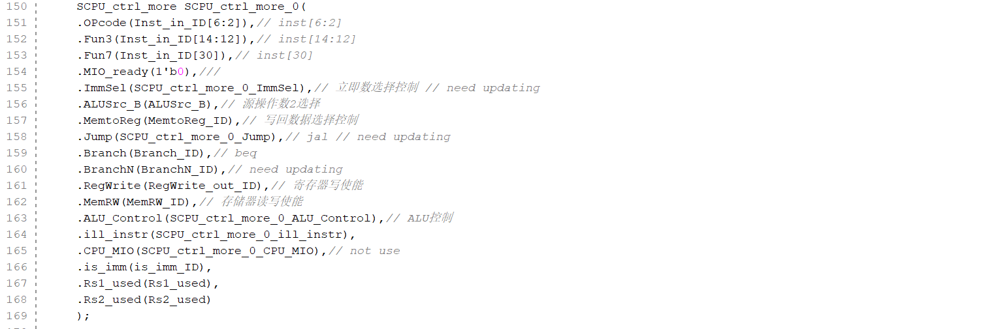 150 SCPU_ctrl_more SCPU_ctrl_more_0(
151 .OPcode(Inst_in_ID[6:2]),// inst[6:2]
152 .Fun3(Inst_in_ID[14:12]),// inst[14:12]
153 .Fun7(Inst_in_ID[30]),// inst[30]
154 .MIO_ready(1'b0),///
155 .ImmSel(SCPU_ctrl_more_0_ImmSel),// 立即数选择控制 // need updating
156 .ALUSrc_B(ALUSrc_B),// 源操作数2选择
157 .MemtoReg(MemtoReg_ID),// 写回数据选择控制
158 .Jump(SCPU_ctrl_more_0_Jump),// jal // need updating
159 .Branch(Branch_ID),// beq
160 .BranchN(BranchN_ID),// need updating
161 .RegWrite(RegWrite_out_ID),// 寄存器写使能
162 .MemRW(MemRW_ID),// 存储器读写使能
163 .ALU_Control(SCPU_ctrl_more_0_ALU_Control),// ALU控制
164 .ill_instr(SCPU_ctrl_more_0_ill_instr),
165 .CPU_MIO(SCPU_ctrl_more_0_CPU_MIO),// not use
166 .is_imm(is_imm_ID),
167 .Rs1_used(Rs1_used),
168 .Rs2_used(Rs2_used)
169 );